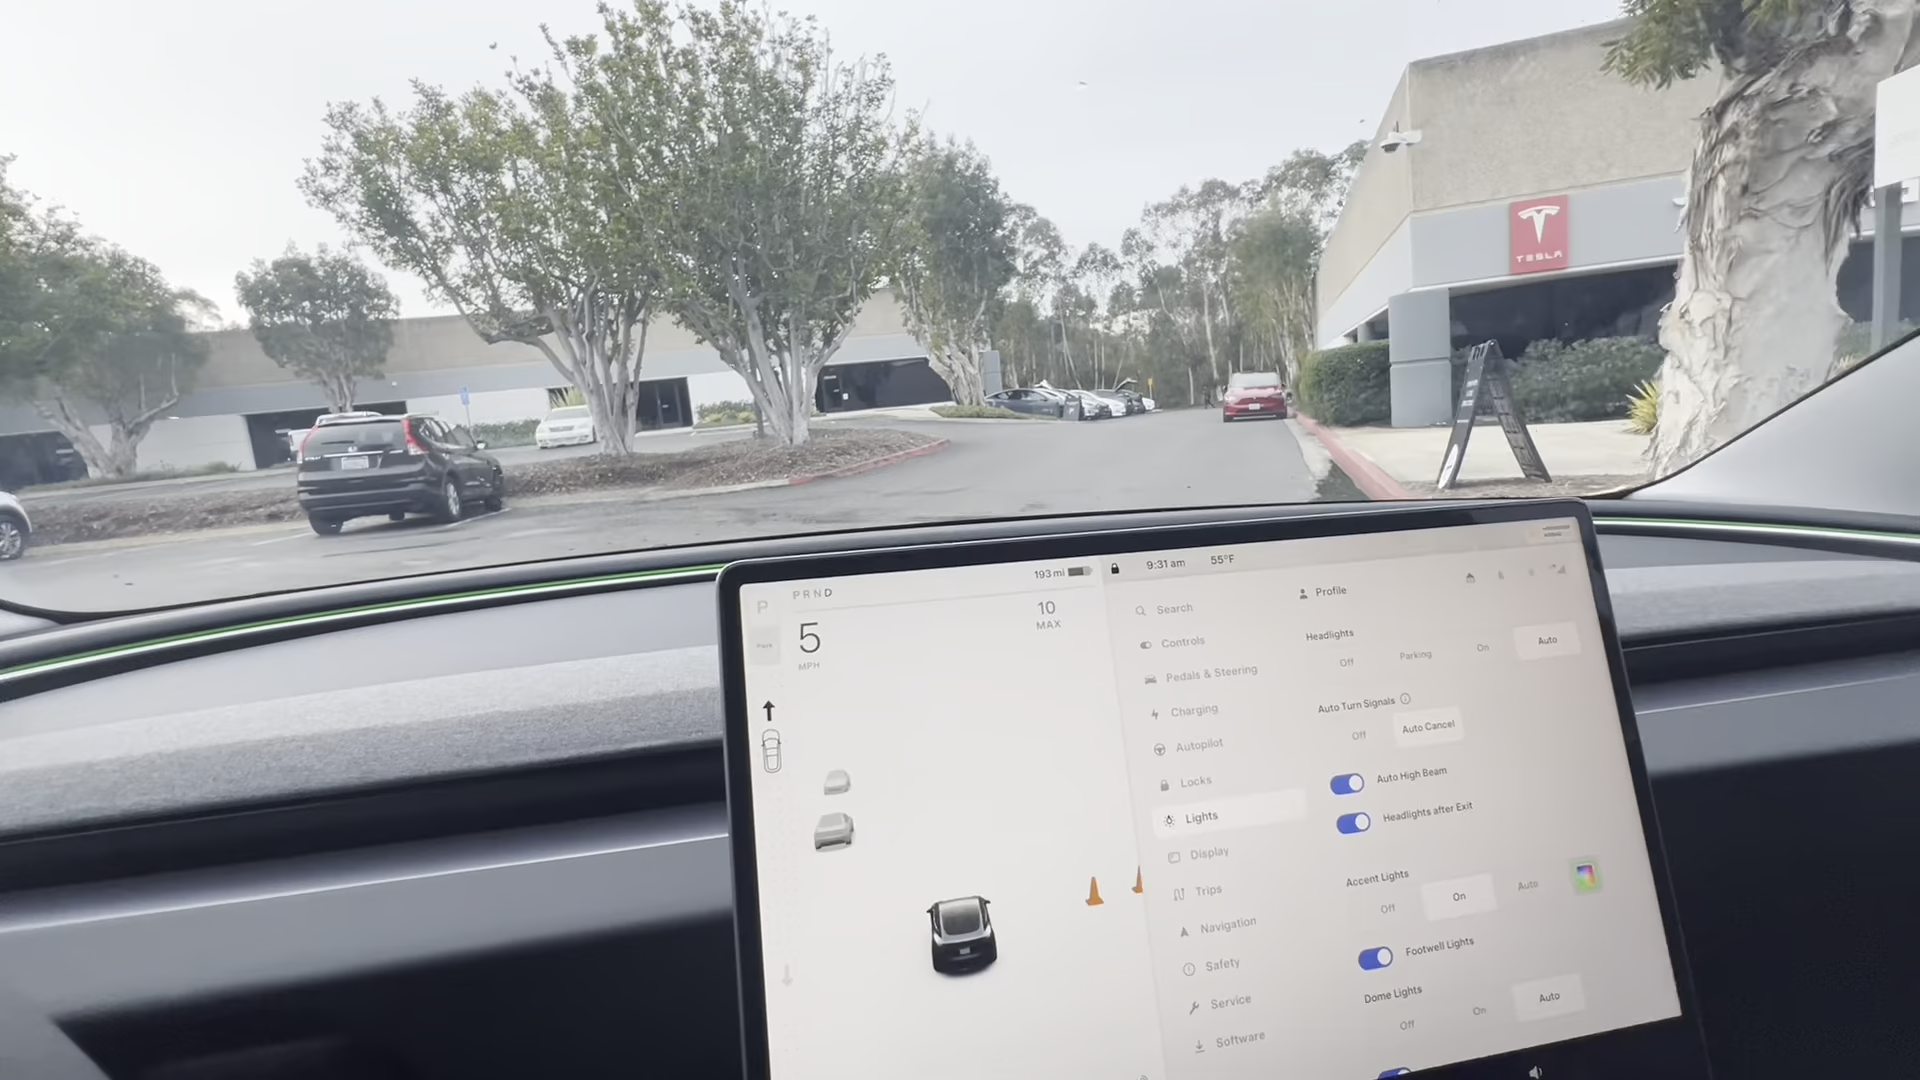 TESLA
193 mi
9:31 am
55°F
P
PRND
Park
5
MPH
10
MAX
Search
Controls
Pedals & Steering
Charging
Autopilot
Locks
Lights
Display
Trips
Navigation
Safety
Service
Software
Profile
Headlights
Off
Parking
On
Auto
Auto Turn Signals
Off
Auto Cancel
Auto High Beam
Headlights after Exit
Accent Lights
Off
On
Auto
Footwell Lights
Dome Lights
Off
On
Auto